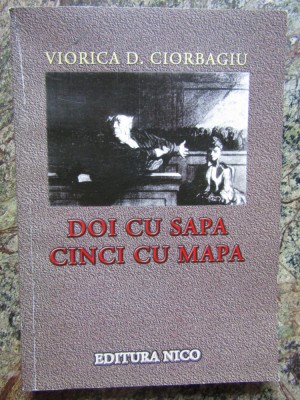 VIORICA D. CIORBAGIU
DOI CU SAPA
CINCI CU MAPA
EDITURA NICO